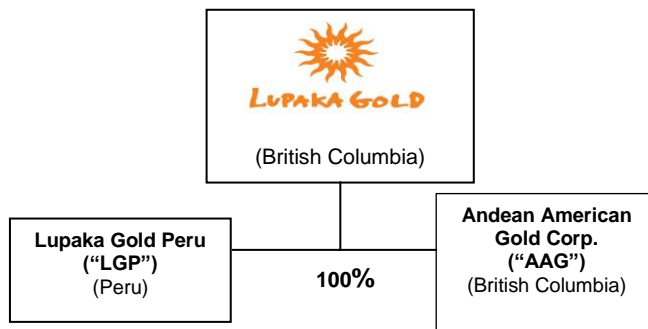 LUPAKA GOLD
(British Columbia)
Lupaka Gold Peru
(“LGP”)
(Peru)
100%
Andean American
Gold Corp.
(“AAG”)
(British Columbia)